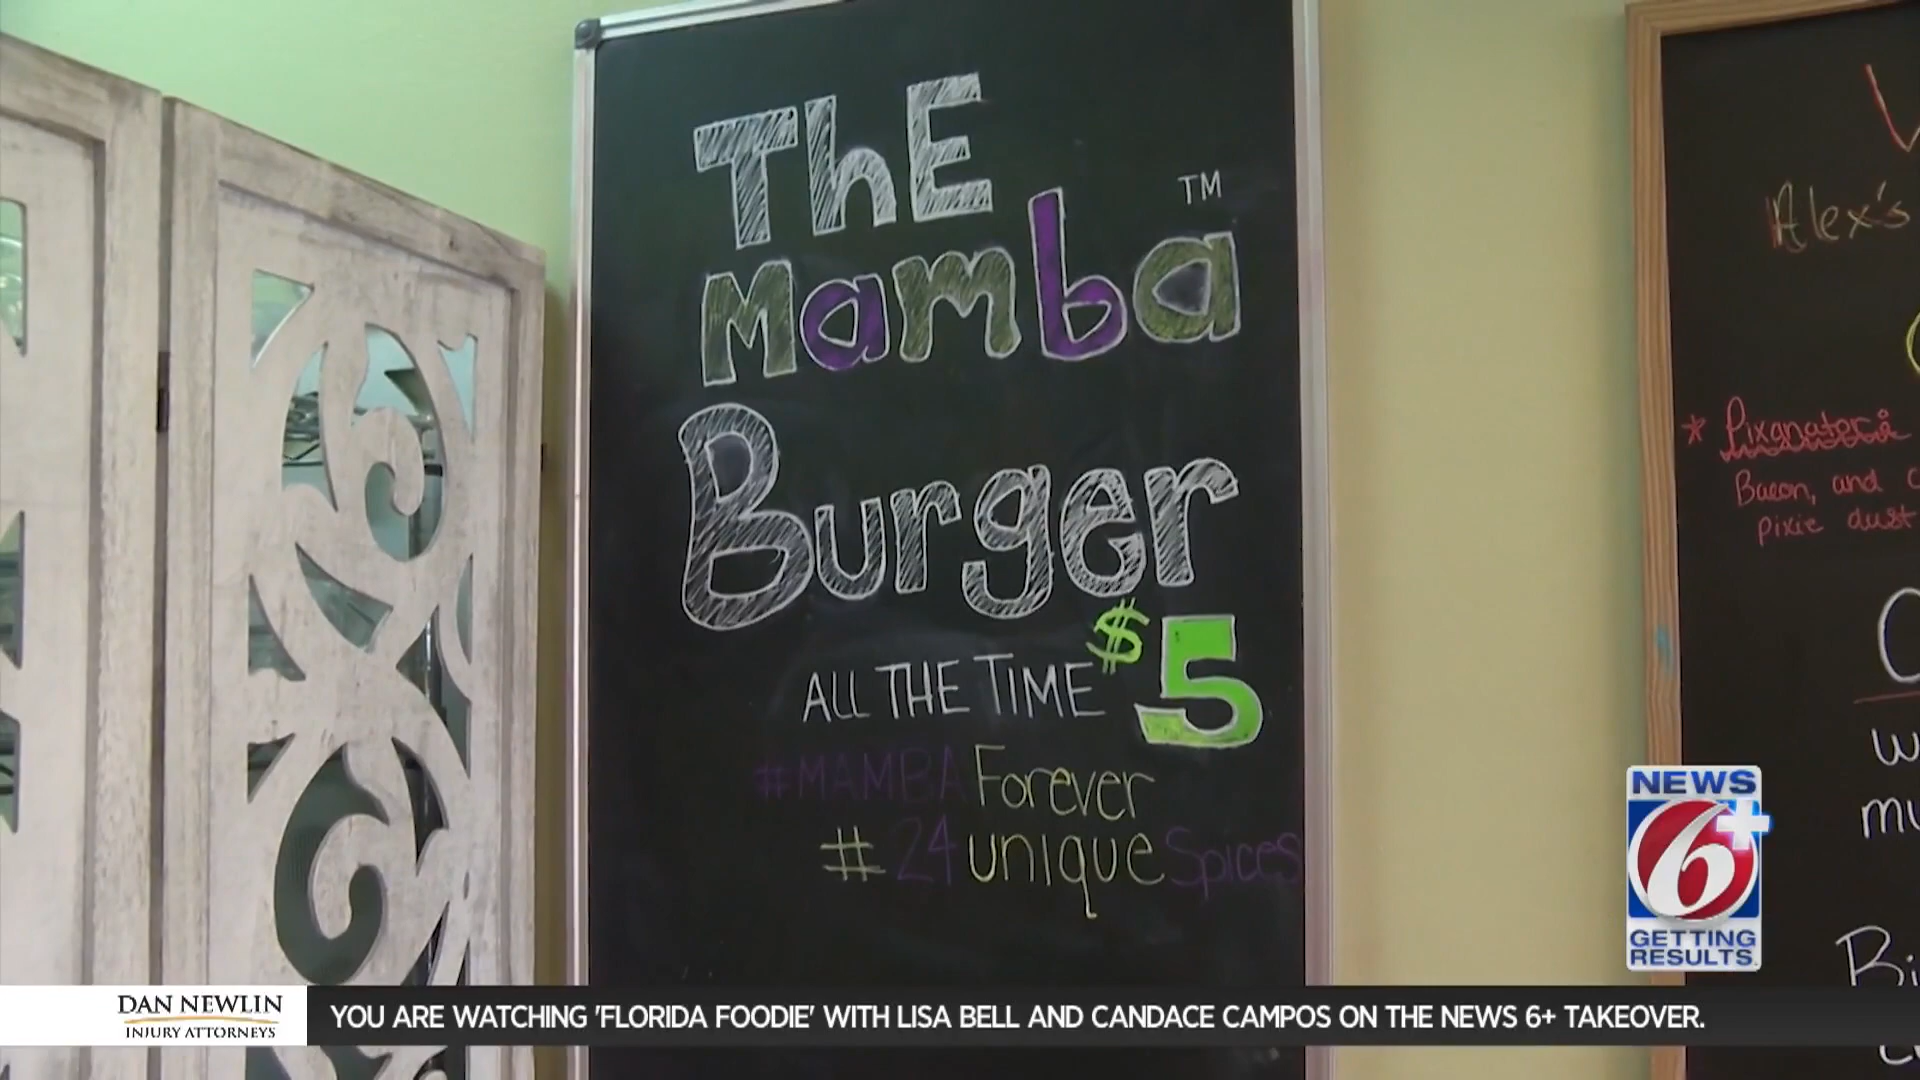 ThE
Mamba ™
Burger
ALL THE TIME $5
#MAMBA Forever
#24 unique Spices
Alex's
* Pixanator:
Bacon, and
pixie dust
NEWS
6+
GETTING
RESULTS
DAN NEWLIN
INJURY ATTORNEYS
YOU ARE WATCHING 'FLORIDA FOODIE' WITH LISA BELL AND CANDACE CAMPOS ON THE NEWS 6+ TAKEOVER.